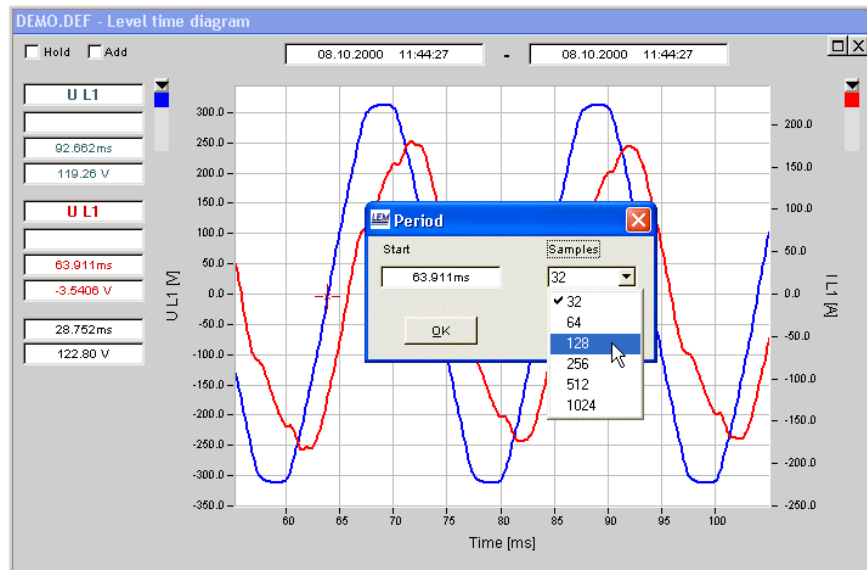 DEMO.DEF - Level time diagram
Hold Add
08.10.2000 11:44:27 - 08.10.2000 11:44:27
U L1
92.662ms
119.26 V
U L1
63.911ms
-3.5406 V
28.752ms
122.80 V
U L1 [V]
300.0
250.0
200.0
150.0
100.0
50.0
0.0
-50.0
-100.0
-150.0
-200.0
-250.0
-300.0
-350.0
LEM Period
Start Samples
63.911ms 32
OK
32
64
128
256
512
1024
200.0
150.0
100.0
50.0
0.0
-50.0
-100.0
-150.0
-200.0
-250.0
I L1 [A]
60 65 70 75 80 85 90 95 100
Time [ms]